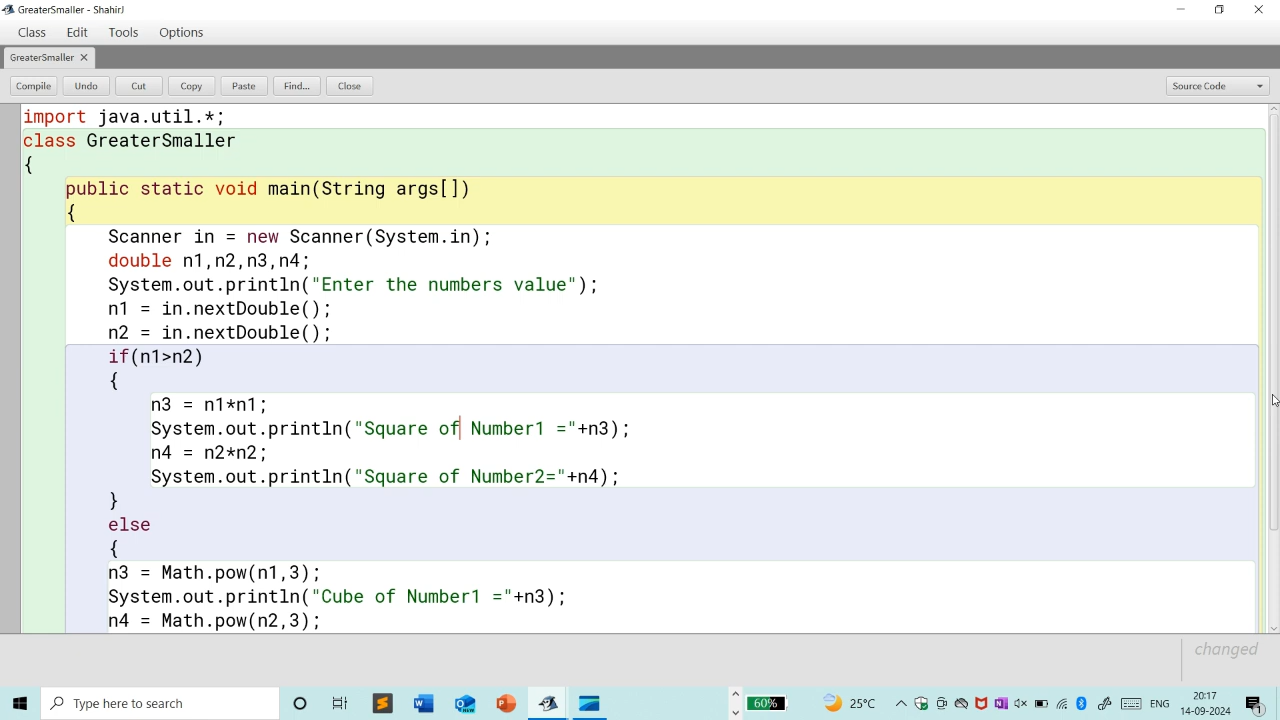 GreaterSmaller - ShahirJ
Class Edit Tools Options
GreaterSmaller ×
Compile Undo Cut Copy Paste Find... Close Source Code
import java.util.*;
class GreaterSmaller
{
public static void main(String args[])
{
Scanner in = new Scanner(System.in);
double n1,n2,n3,n4;
System.out.println("Enter the numbers value");
n1 = in.nextDouble();
n2 = in.nextDouble();
if(n1>n2)
{
n3 = n1*n1;
System.out.println("Square of Number1 ="+n3);
n4 = n2*n2;
System.out.println("Square of Number2="+n4);
}
else
{
n3 = Math.pow(n1,3);
System.out.println("Cube of Number1 ="+n3);
n4 = Math.pow(n2,3);
changed
Type here to search 60% 25°C ENG 20:17
14-09-2024